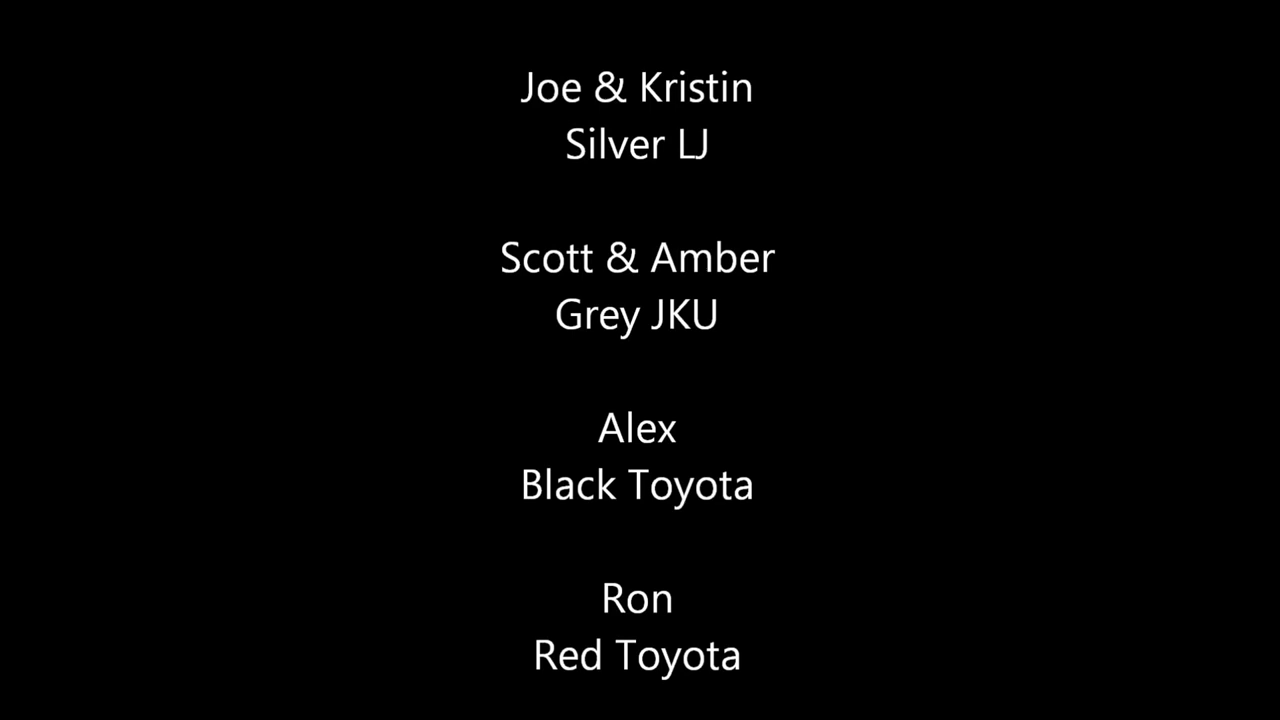 Joe & Kristin
Silver LJ
Scott & Amber
Grey JKU
Alex
Black Toyota
Ron
Red Toyota